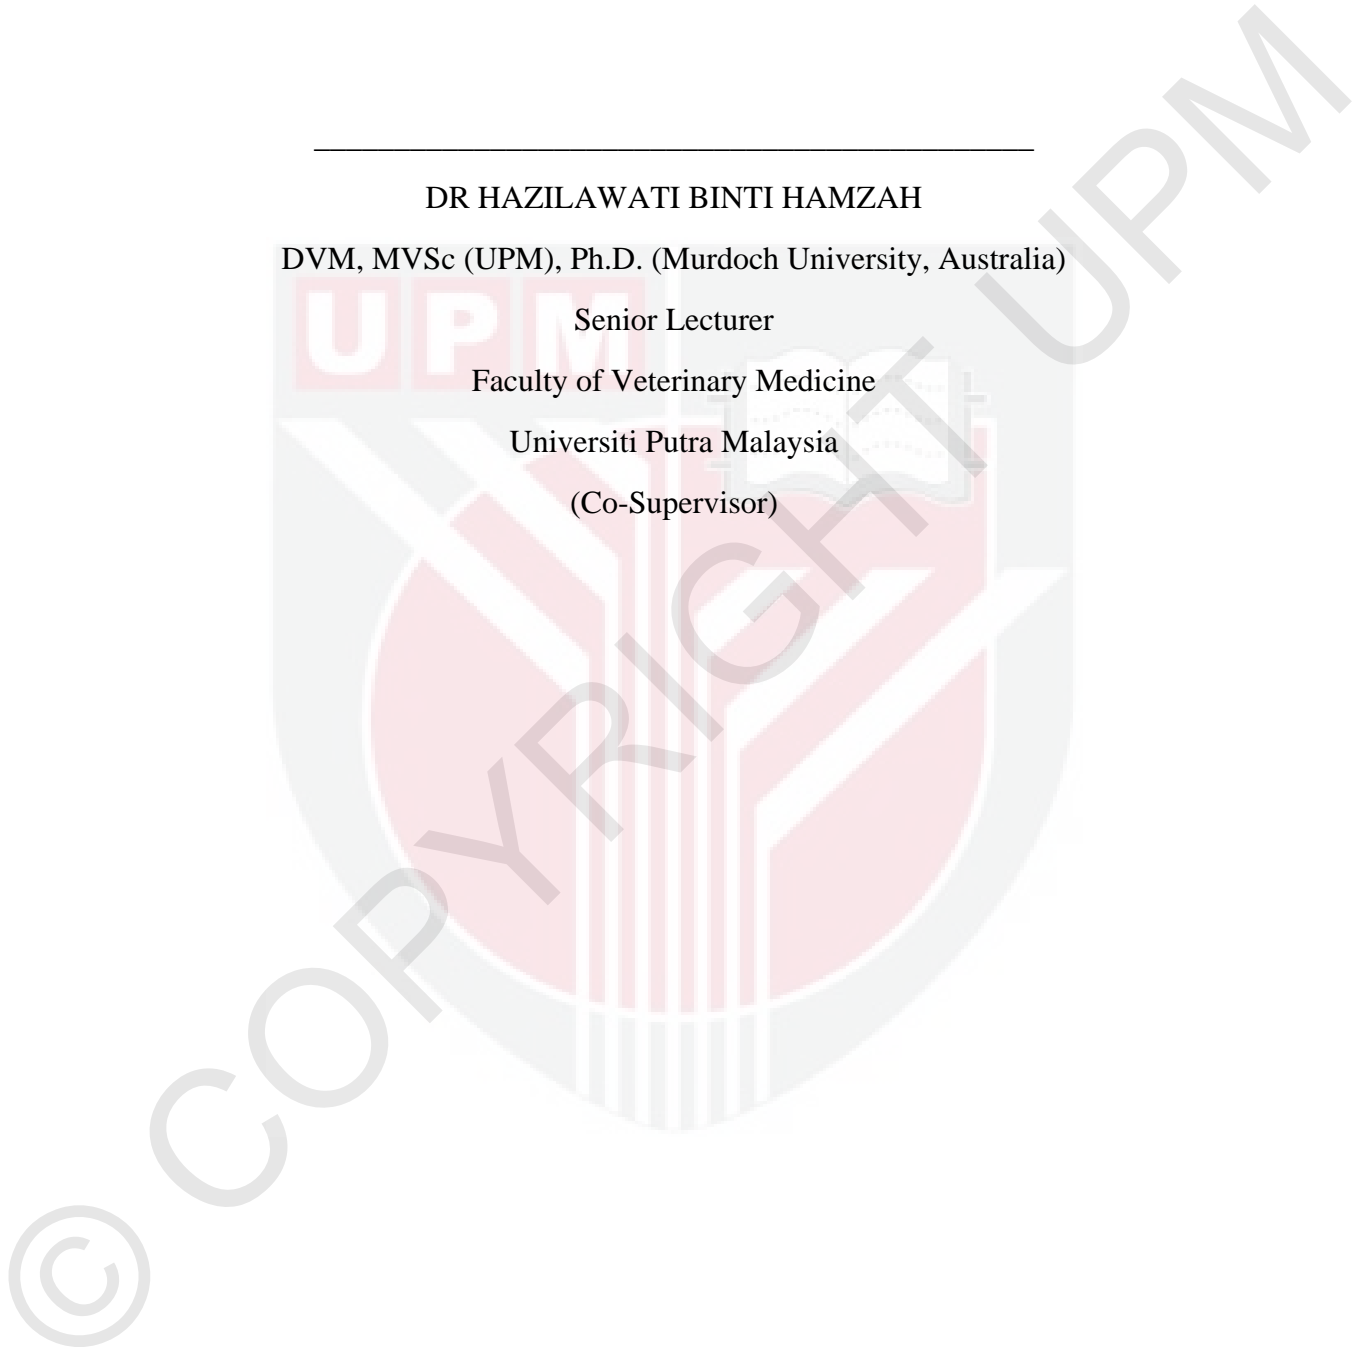 DR HAZILAWATI BINTI HAMZAH
DVM, MVSc (UPM), Ph.D. (Murdoch University, Australia)
Senior Lecturer
Faculty of Veterinary Medicine
Universiti Putra Malaysia
(Co-Supervisor)
UPM
© COPYRIGHT UPM